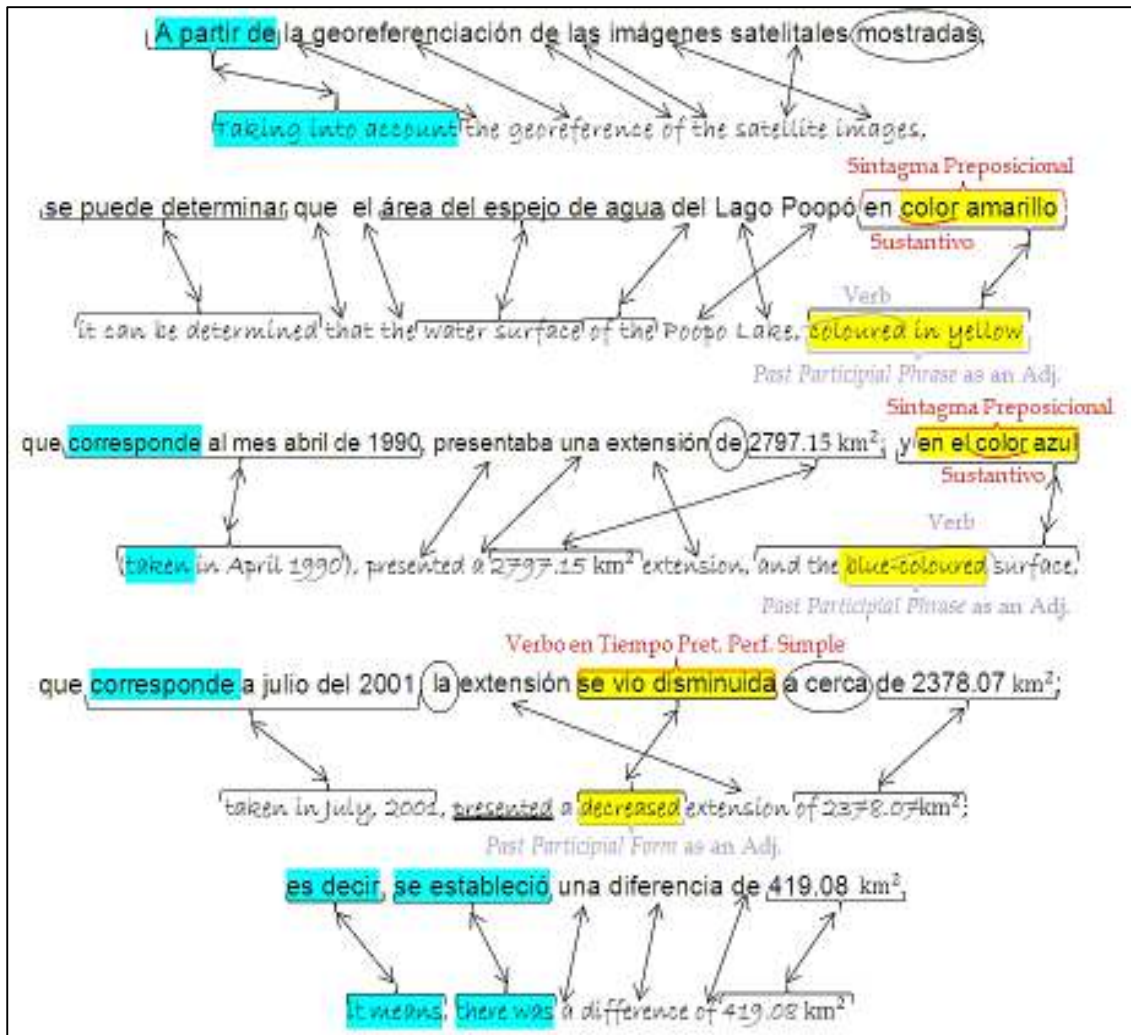 A partir de la georeferenciación de las imágenes satelitales mostradas,
Taking into account the georeference of the satellite images,
Sintagma Preposicional
se puede determinar que el área del espejo de agua del Lago Poopó en color amarillo
Sustantivo
Verb
it can be determined that the water surface of the Poopo Lake, coloured in yellow
Past Participial Phrase as an Adj.
Sintagma Preposicional
que corresponde al mes abril de 1990, presentaba una extensión de 2797.15 km²; y en el color azul
Sustantivo
Verb
(taken in April 1990), presented a 2797.15 km² extension, and the blue-coloured surface,
Past Participial Phrase as an Adj.
Verbo en Tiempo Pret. Perf. Simple
que corresponde a julio del 2001 la extensión se vio disminuida a cerca de 2378.07 km²;
taken in July, 2001, presented a decreased extension of 2378.07km²;
Past Participial Form as an Adj.
es decir, se estableció una diferencia de 419.08 km²,
it means, there was a difference of 419.08 km²